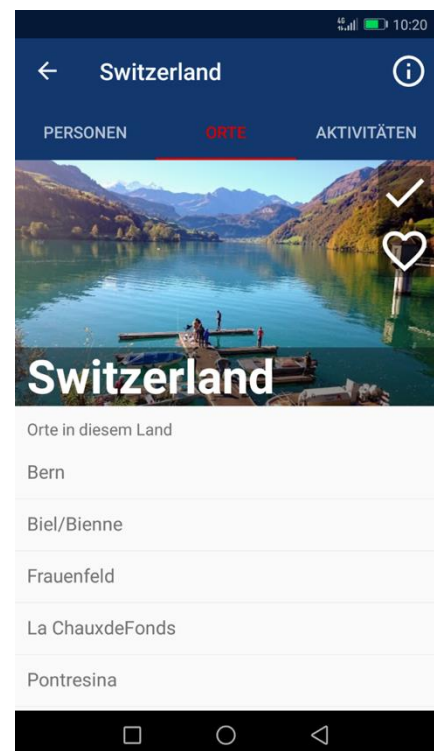 10:20
Switzerland
PERSONEN ORTE AKTIVITÄTEN
Switzerland
Orte in diesem Land
Bern
Biel/Bienne
Frauenfeld
La ChauxdeFonds
Pontresina